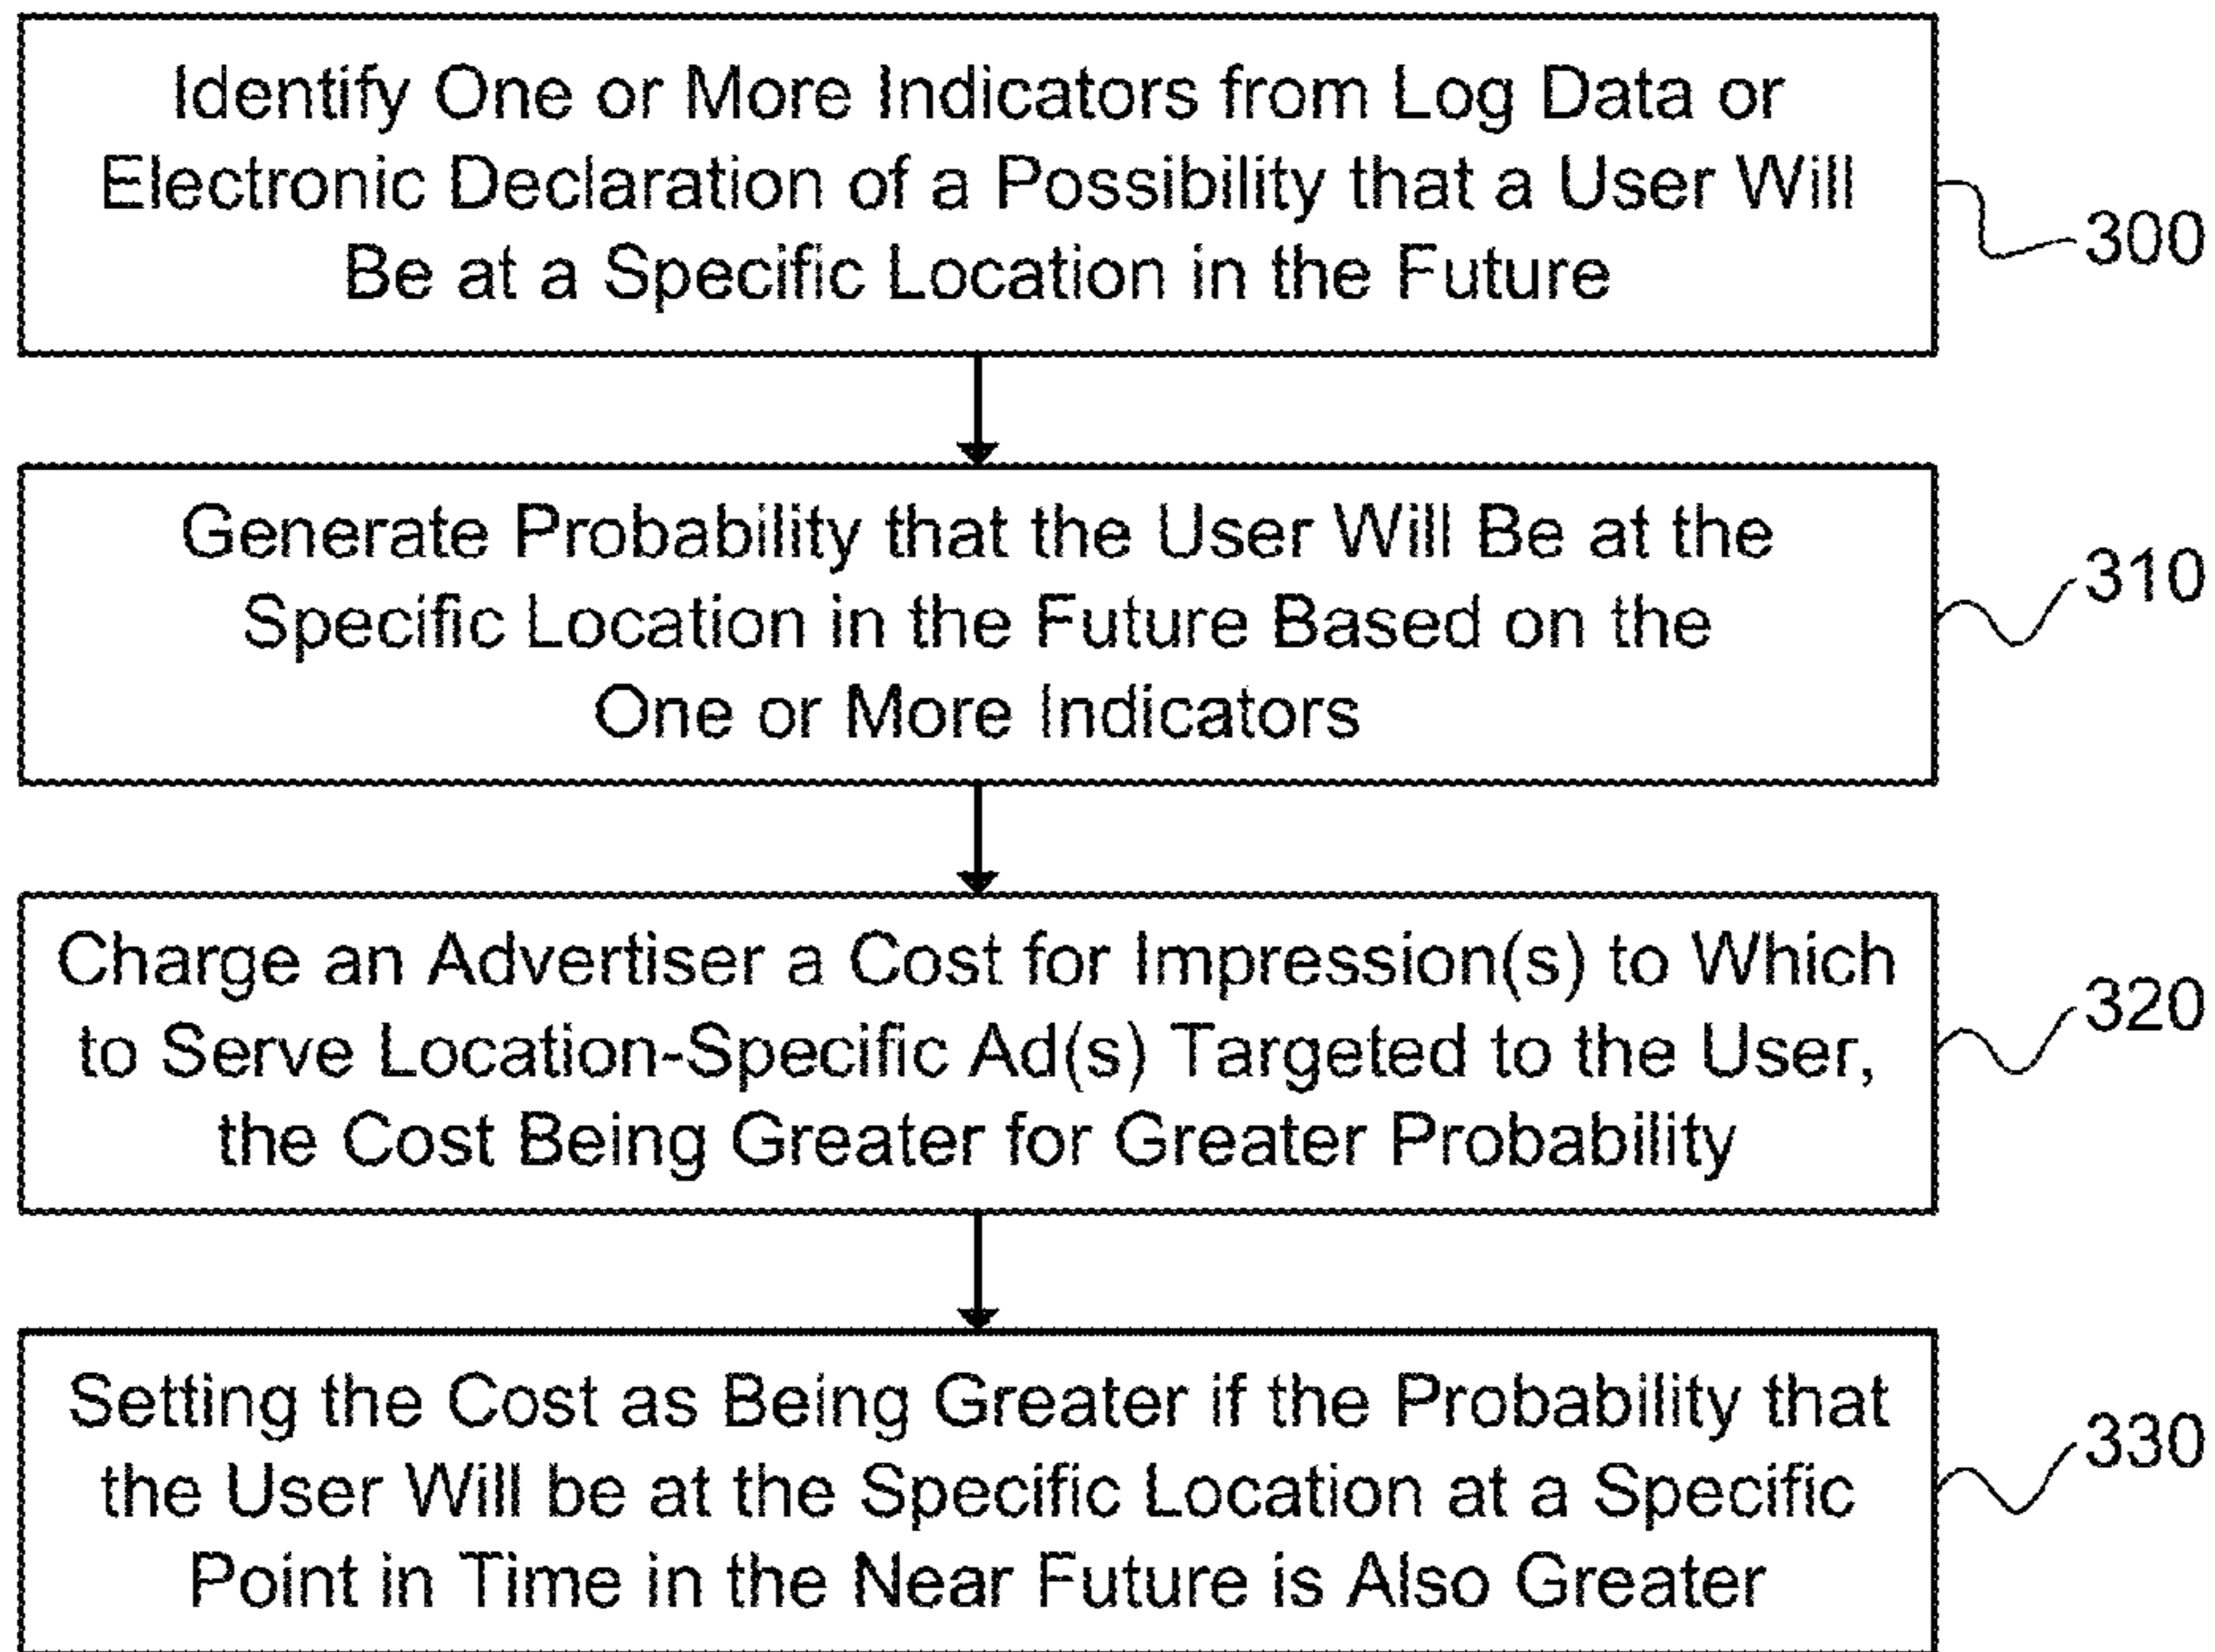 Identify One or More Indicators from Log Data or
Electronic Declaration of a Possibility that a User Will
Be at a Specific Location in the Future
300
Generate Probability that the User Will Be at the
Specific Location in the Future Based on the
One or More Indicators
310
Charge an Advertiser a Cost for Impression(s) to Which
to Serve Location-Specific Ad(s) Targeted to the User,
the Cost Being Greater for Greater Probability
320
Setting the Cost as Being Greater if the Probability that
the User Will be at the Specific Location at a Specific
Point in Time in the Near Future is Also Greater
330